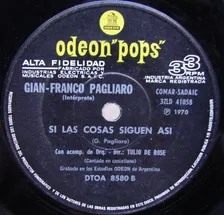 odeon "pops"
ALTA FIDELIDAD
FABRICADO POR
INDUSTRIAS ELECTRICAS Y
MUSICALES ODEON S.A.I.C.
33 RPM
INDUSTRIA ARGENTINA
MARCA REGISTRADA
GIAN-FRANCO PAGLIARO
(Intérprete)
COMAR-SADAIC
3ZLD 41058
℗ 1970
SI LAS COSAS SIGUEN ASI
(G. Pagliaro)
(con acomp. de Orq. - Dir.: TULIO DE ROSE
(Cantado en castellano)
Grabado en los Estudios ODEON de Argentina
DTOA 8580 B